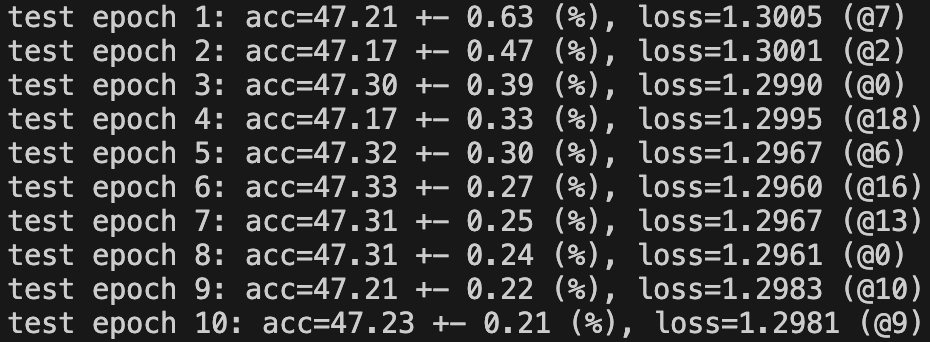 test epoch 1: acc=47.21 +- 0.63 (%), loss=1.3005 (@7)
test epoch 2: acc=47.17 +- 0.47 (%), loss=1.3001 (@2)
test epoch 3: acc=47.30 +- 0.39 (%), loss=1.2990 (@0)
test epoch 4: acc=47.17 +- 0.33 (%), loss=1.2995 (@18)
test epoch 5: acc=47.32 +- 0.30 (%), loss=1.2967 (@6)
test epoch 6: acc=47.33 +- 0.27 (%), loss=1.2960 (@16)
test epoch 7: acc=47.31 +- 0.25 (%), loss=1.2967 (@13)
test epoch 8: acc=47.31 +- 0.24 (%), loss=1.2961 (@0)
test epoch 9: acc=47.21 +- 0.22 (%), loss=1.2983 (@10)
test epoch 10: acc=47.23 +- 0.21 (%), loss=1.2981 (@9)